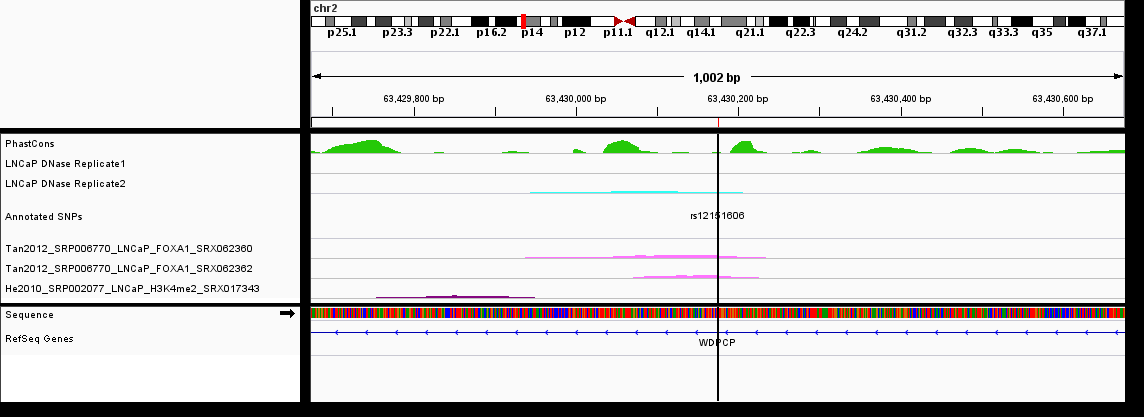 chr2
p25.1 p23.3 p22.1 p16.2 p14 p12 p11.1 q12.1 q14.1 q21.1 q22.3 q24.2 q31.2 q32.3 q33.3 q35 q37.1
1,002 bp
63,429,800 bp 63,430,000 bp 63,430,200 bp 63,430,400 bp 63,430,600 bp
PhastCons
LNCaP DNase Replicate1
LNCaP DNase Replicate2
Annotated SNPs
rs12151606
Tan2012_SRP006770_LNCaP_FOXA1_SRX062360
Tan2012_SRP006770_LNCaP_FOXA1_SRX062362
He2010_SRP002077_LNCaP_H3K4me2_SRX017343
Sequence
RefSeq Genes
WDPCP